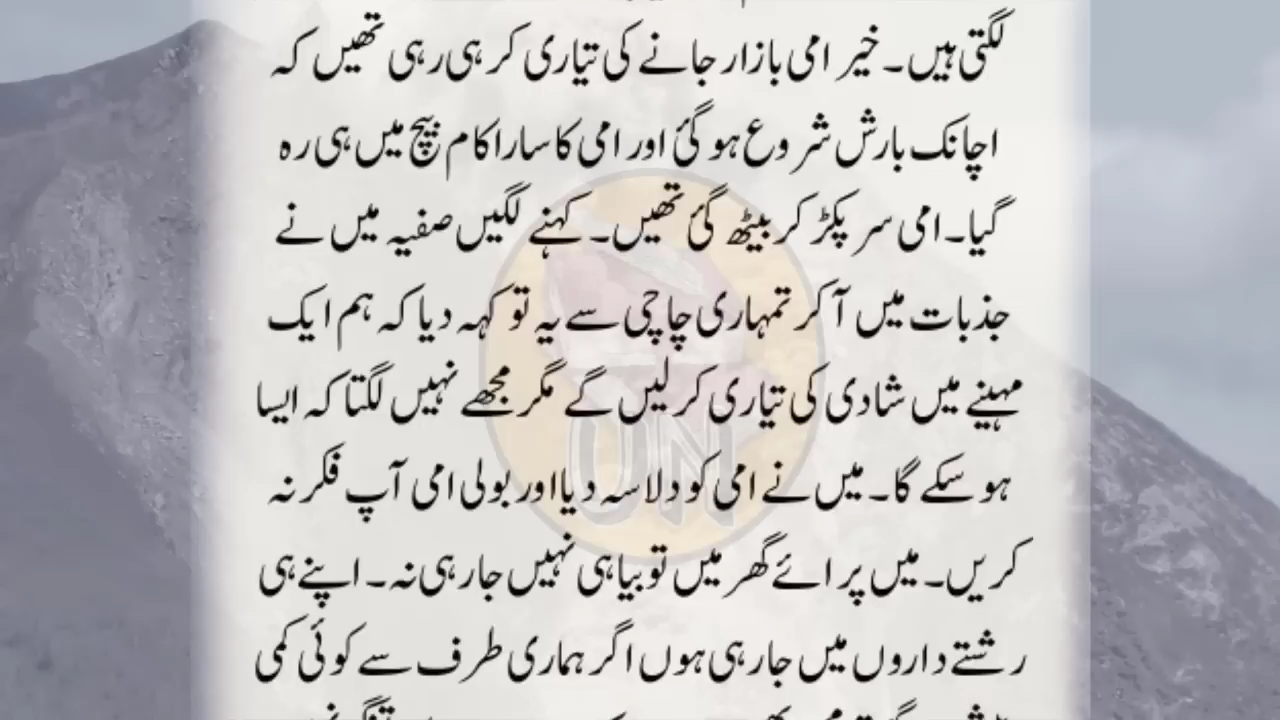 لگتی ہیں۔ خیر امی بازار جانے کی تیاری کر ہی رہی تھیں کہ
اچانک بارش شروع ہو گئ اور امی کا سارا کام بیچ میں ہی رہ
گیا۔ امی سر پکڑ کر بیٹھ گئ تھیں۔ کہنے لگیں صفیہ میں نے
جذبات میں آکر تمہاری چاچی سے یہ تو کہہ دیا کہ ہم ایک
مہینے میں شادی کی تیاری کر لیں گے مگر مجھے نہیں لگتا کہ ایسا
ہو سکے گا۔ میں نے امی کو دلاسہ دیا اور بولی امی آپ فکر نہ
کریں۔ میں پرائے گھر میں تو بیاہی نہیں جا رہی نہ۔ اپنے ہی
رشتے داروں میں جا رہی ہوں اگر ہماری طرف سے کوئی کمی
UN